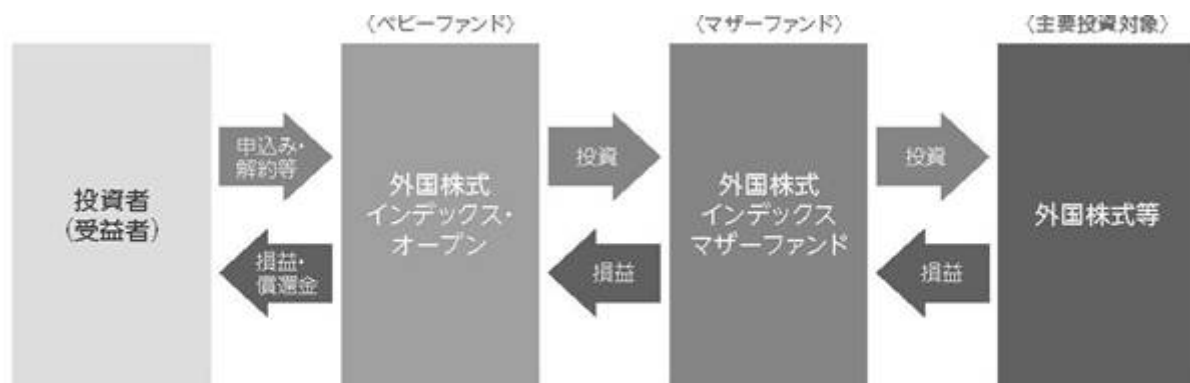 〈ベビーファンド〉
〈マザーファンド〉
〈主要投資対象〉
投資者
(受益者)
申込み・
解約等
損益・
償還金
外国株式
インデックス・
オープン
投資
損益
外国株式
インデックス
マザーファンド
投資
損益
外国株式等